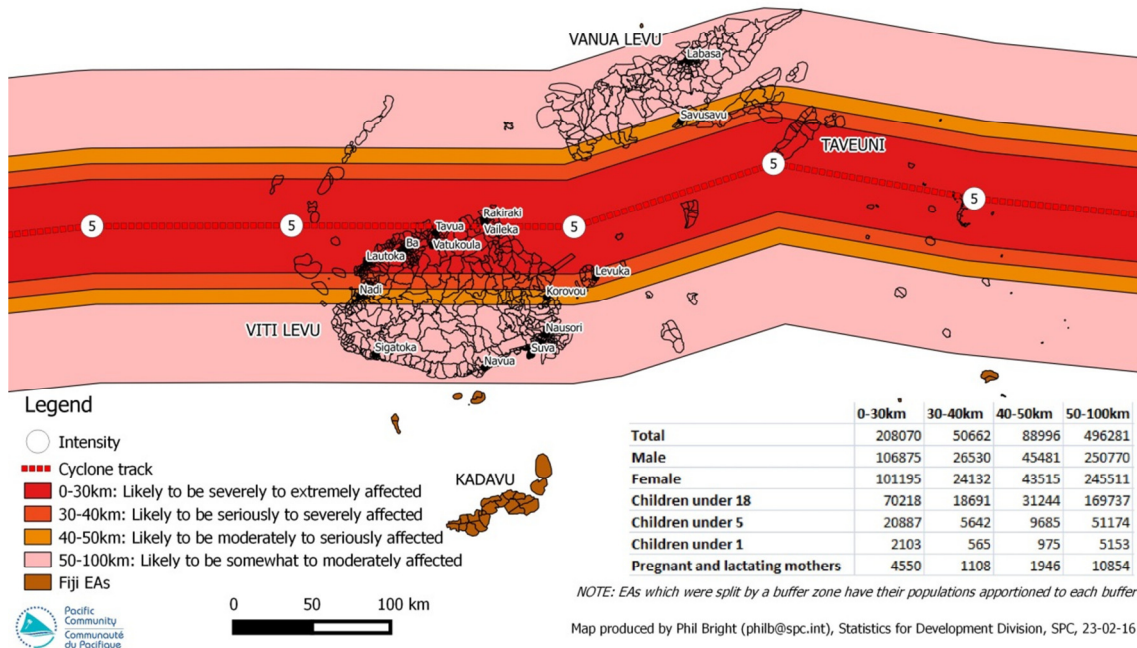 VANUA LEVU
Labasa
Savusavu
TAVEUNI
5
5
5
5
5
Rakiraki
Tavua
Vaileka
Ba
Vatukoula
Lautoka
Levuka
Nadi
Korovou
VITI LEVU
Nausori
Suva
Sigatoka
Navua
KADAVU
Legend
Intensity
Cyclone track
0-30km: Likely to be severely to extremely affected
30-40km: Likely to be seriously to severely affected
40-50km: Likely to be moderately to seriously affected
50-100km: Likely to be somewhat to moderately affected
Fiji EAs
0 50 100 km
Pacific
Community
Communauté
du Pacifique
0-30km 30-40km 40-50km 50-100km
Total 208070 50662 88996 496281
Male 106875 26530 45481 250770
Female 101195 24132 43515 245511
Children under 18 70218 18691 31244 169737
Children under 5 20887 5642 9685 51174
Children under 1 2103 565 975 5153
Pregnant and lactating mothers 4550 1108 1946 10854
NOTE: EAs which were split by a buffer zone have their populations apportioned to each buffer
Map produced by Phil Bright (philb@spc.int), Statistics for Development Division, SPC, 23-02-16